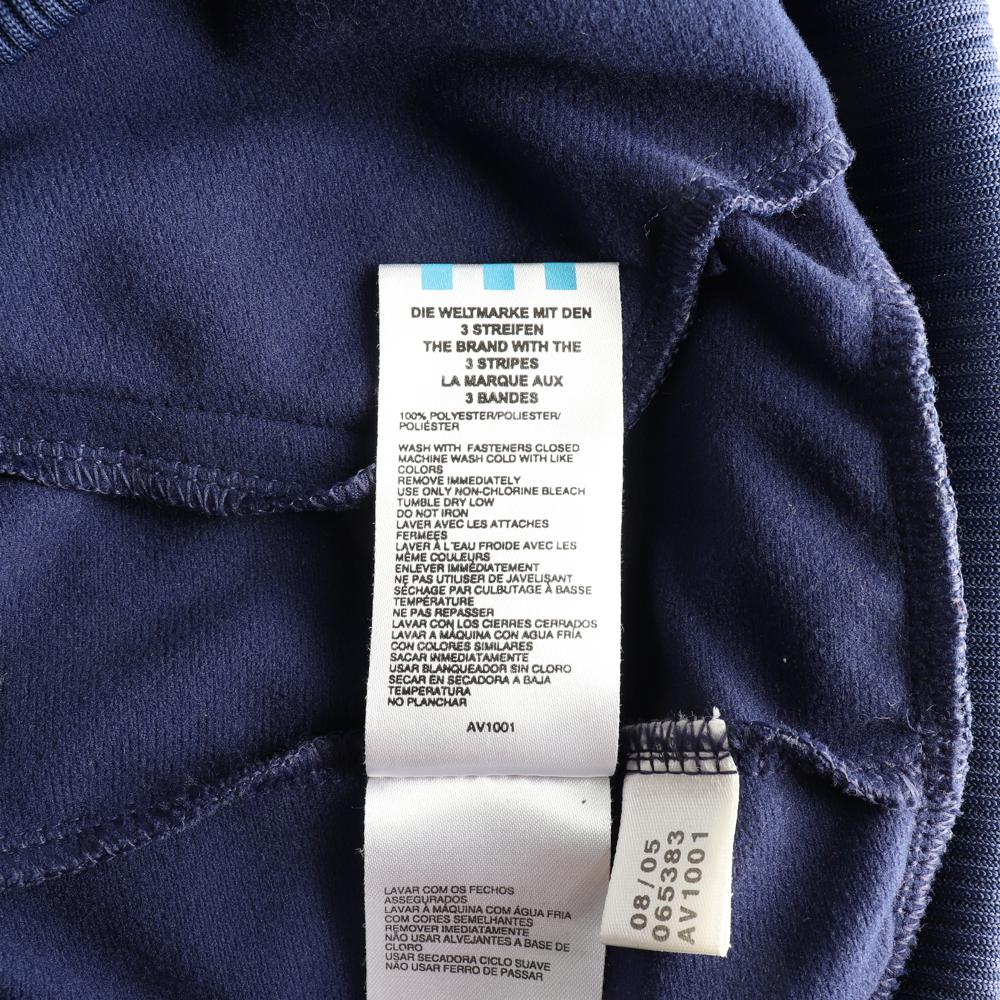 DIE WELTMARKE MIT DEN
3 STREIFEN
THE BRAND WITH THE
3 STRIPES
LA MARQUE AUX
3 BANDES
100% POLYESTER/POLIESTER/
POLIÉSTER
WASH WITH FASTENERS CLOSED
MACHINE WASH COLD WITH LIKE
COLORS
REMOVE IMMEDIATELY
USE ONLY NON-CHLORINE BLEACH
TUMBLE DRY LOW
DO NOT IRON
LAVER AVEC LES ATTACHES
FERMÉES
LAVER À L'EAU FROIDE AVEC LES
MÊME COULEURS
ENLEVER IMMÉDIATEMENT
NE PAS UTILISER DE JAVELISANT
SÉCHAGE PAR CULBUTAGE À BASSE
TEMPÉRATURE
NE PAS REPASSER
LAVAR CON LOS CIERRES CERRADOS
LAVAR A MÁQUINA CON AGUA FRÍA
CON COLORES SIMILARES
SACAR INMEDIATAMENTE
USAR BLANQUEADOR SIN CLORO
SECAR EN SECADORA A BAJA
TEMPERATURA
NO PLANCHAR
AV1001
LAVAR COM OS FECHOS
ASSEGURADOS
LAVAR À MÁQUINA COM ÁGUA FRIA
COM CORES SEMELHANTES
REMOVER IMEDIATAMENTE
NÃO USAR ALVEJANTES A BASE DE
CLORO
USAR SECADORA CICLO SUAVE
NÃO USAR FERRO DE PASSAR
08/05
065383
AV1001